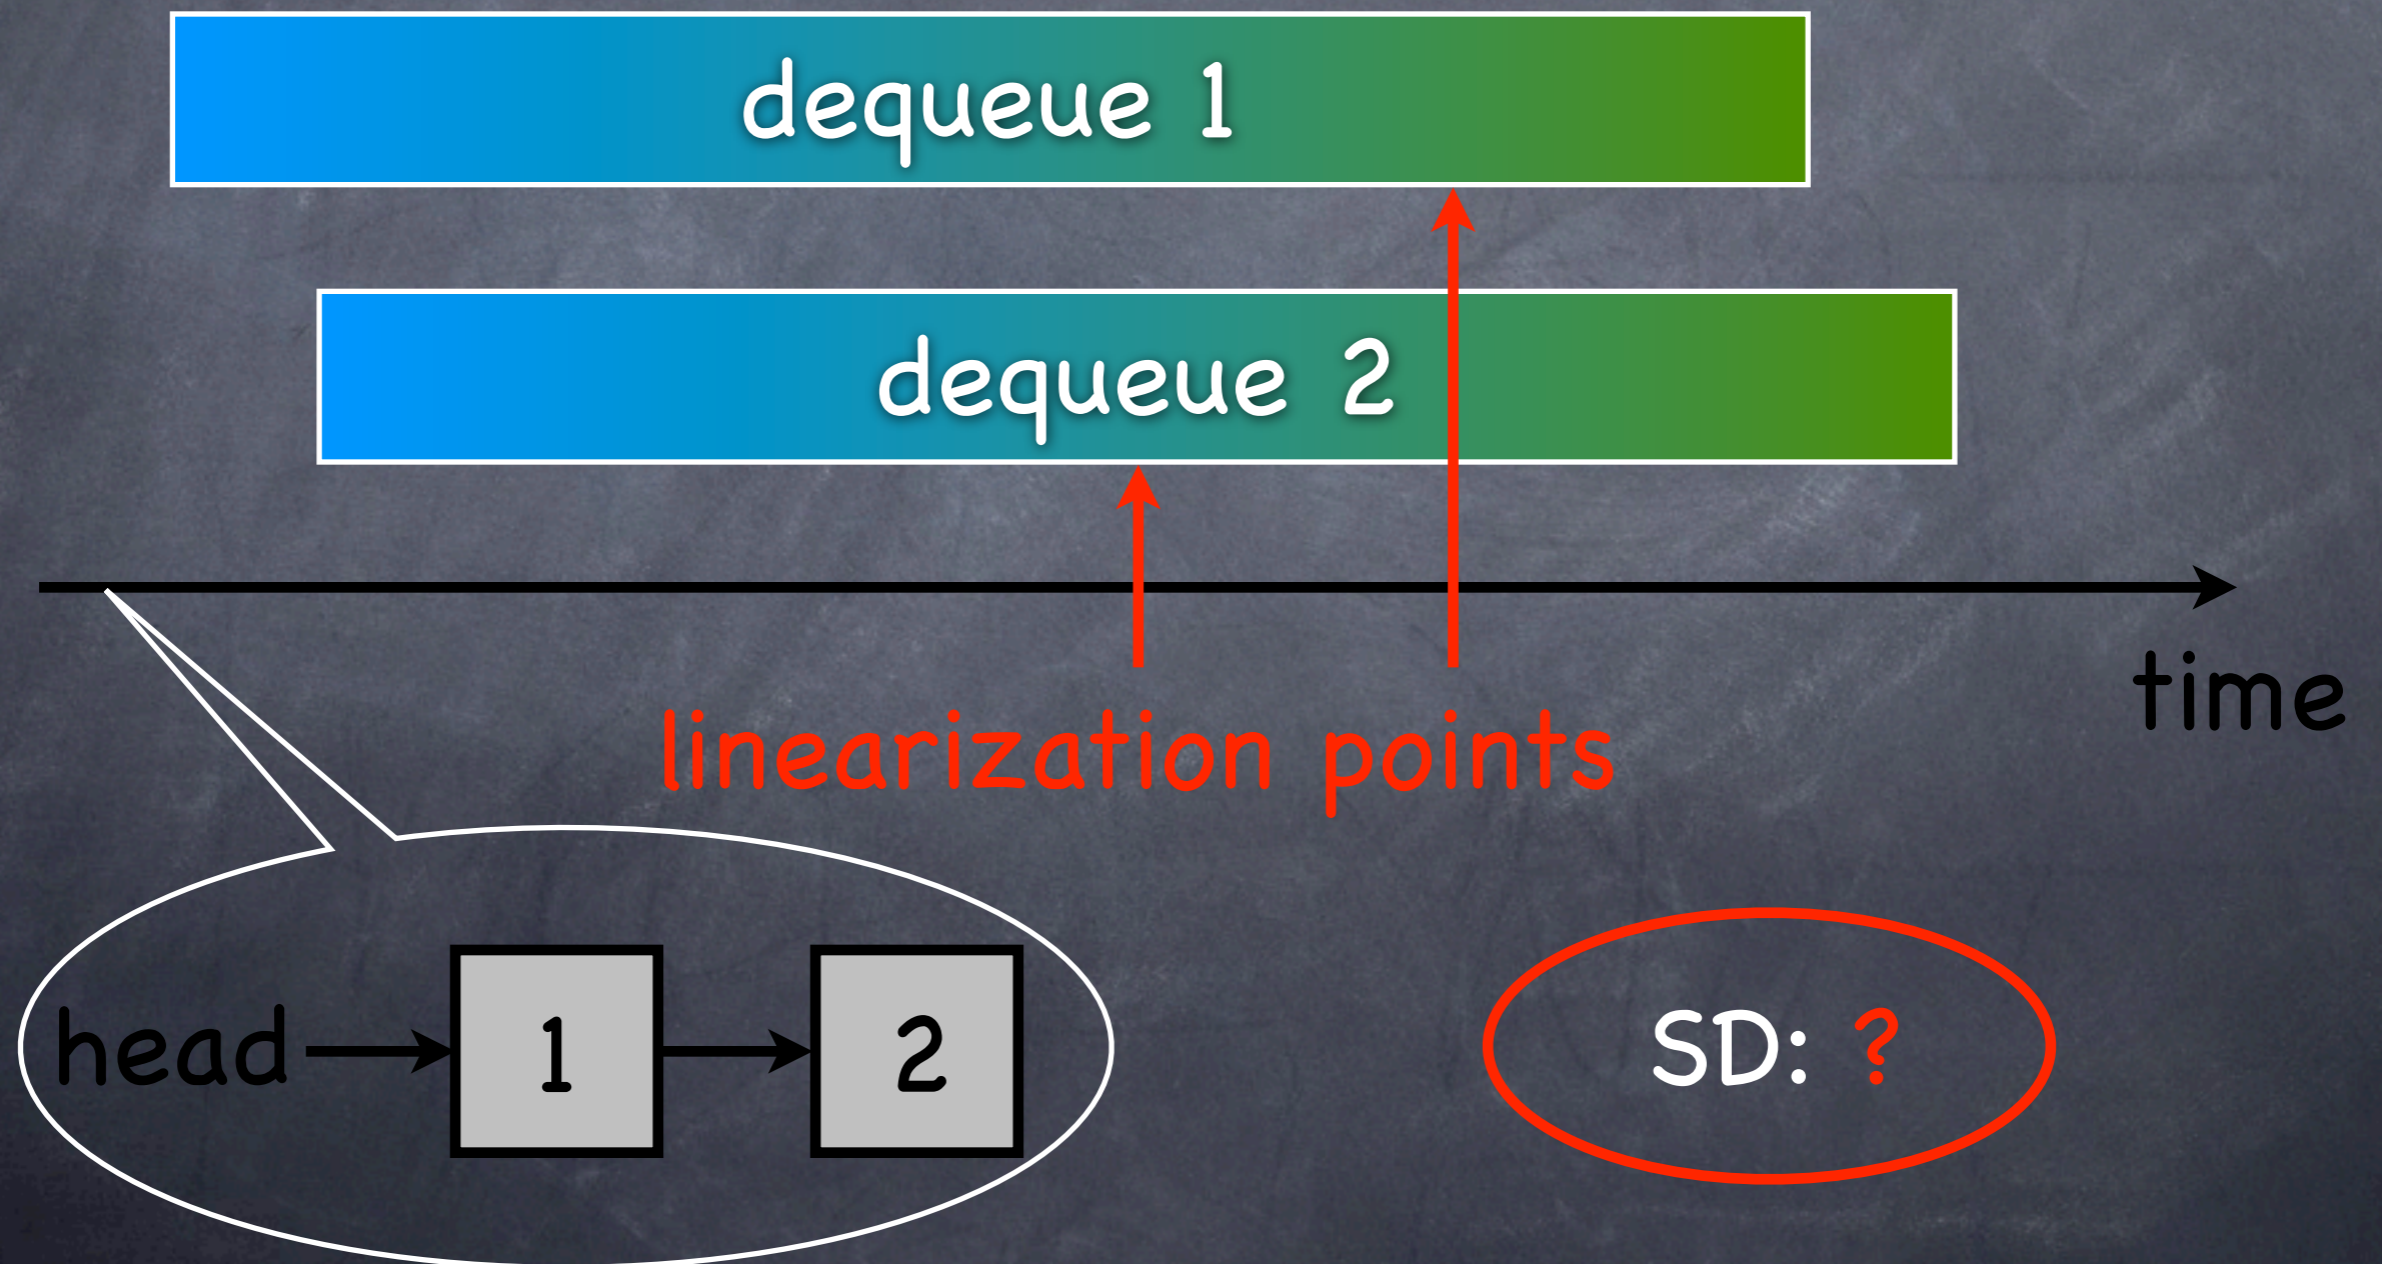 dequeue 1
dequeue 2
time
linearization points
head 1 2
SD: ?